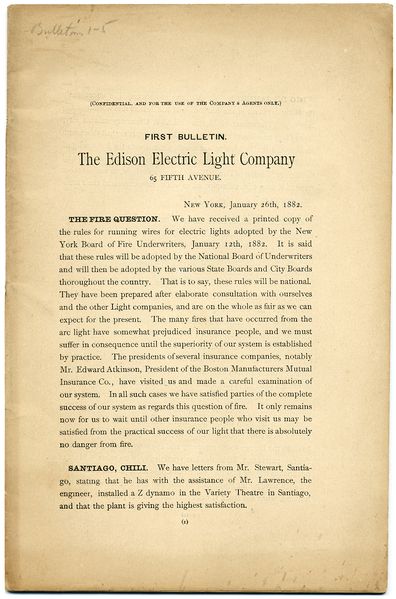 Bulletins 1-5
(Confidential, and for the use of the Company's Agents only.)
FIRST BULLETIN.
The Edison Electric Light Company
65 FIFTH AVENUE.
New York, January 26th, 1882.
THE FIRE QUESTION. We have received a printed copy of
the rules for running wires for electric lights adopted by the New
York Board of Fire Underwriters, January 12th, 1882. It is said
that these rules will be adopted by the National Board of Underwriters
and will then be adopted by the various State Boards and City Boards
thoroughout the country. That is to say, these rules will be national.
They have been prepared after elaborate consultation with ourselves
and the other Light companies, and are on the whole as fair as we can
expect for the present. The many fires that have occurred from the
arc light have somewhat prejudiced insurance people, and we must
suffer in consequence until the superiority of our system is established
by practice. The presidents of several insurance companies, notably
Mr. Edward Atkinson, President of the Boston Manufacturers Mutual
Insurance Co., have visited us and made a careful examination of
our system. In all such cases we have satisfied parties of the complete
success of our system as regards this question of fire. It only remains
now for us to wait until other insurance people who visit us may be
satisfied from the practical success of our light that there is absolutely
no danger from fire.
SANTIAGO, CHILI. We have letters from Mr. Stewart, Santia-
go, stating that he has with the assistance of Mr. Lawrence, the
engineer, installed a Z dynamo in the Variety Theatre in Santiago,
and that the plant is giving the highest satisfaction.
(1)